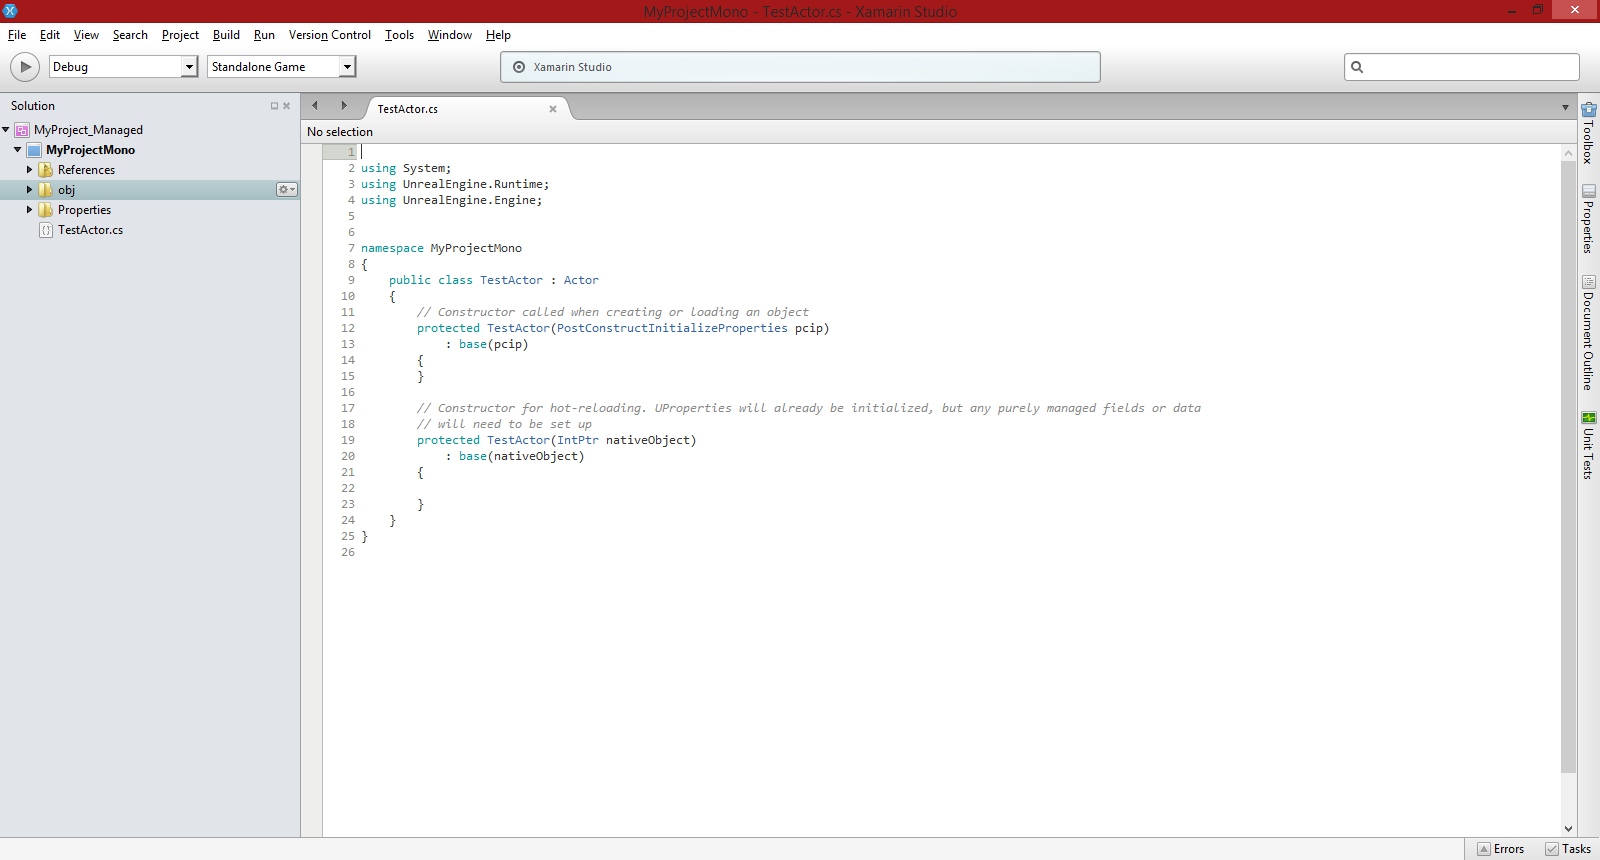 MyProjectMono - TestActor.cs - Xamarin Studio
File Edit View Search Project Build Run Version Control Tools Window Help
Debug Standalone Game Xamarin Studio
Solution
MyProject_Managed
MyProjectMono
References
obj
Properties
TestActor.cs
TestActor.cs
No selection
1
2 using System;
3 using UnrealEngine.Runtime;
4 using UnrealEngine.Engine;
5
6
7 namespace MyProjectMono
8 {
9 public class TestActor : Actor
10 {
11 // Constructor called when creating or loading an object
12 protected TestActor(PostConstructInitializeProperties pcip)
13 : base(pcip)
14 {
15 }
16
17 // Constructor for hot-reloading. UProperties will already be initialized, but any purely managed fields or data
18 // will need to be set up
19 protected TestActor(IntPtr nativeObject)
20 : base(nativeObject)
21 {
22
23 }
24 }
25 }
26
Toolbox
Properties
Document Outline
Unit Tests
Errors Tasks